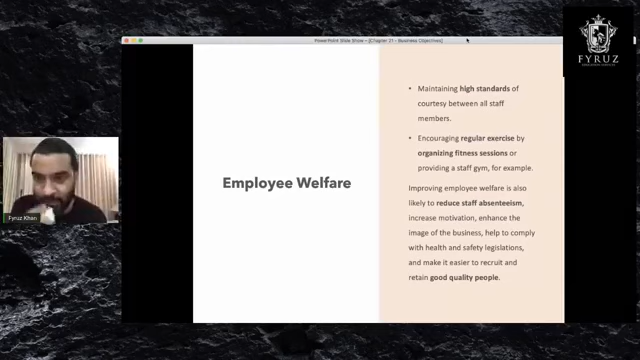 PowerPoint Slide Show - [Chapter 21 - Business Objectives]
FYRUZ
• Maintaining high standards of
courtesy between all staff
members.
• Encouraging regular exercise by
organizing fitness sessions or
providing a staff gym, for example.
Employee Welfare
Improving employee welfare is also
likely to reduce staff absenteeism,
increase motivation, enhance the
image of the business, help to comply
with health and safety legislations,
and make it easier to recruit and
retain good quality people.
Fyruz Khan